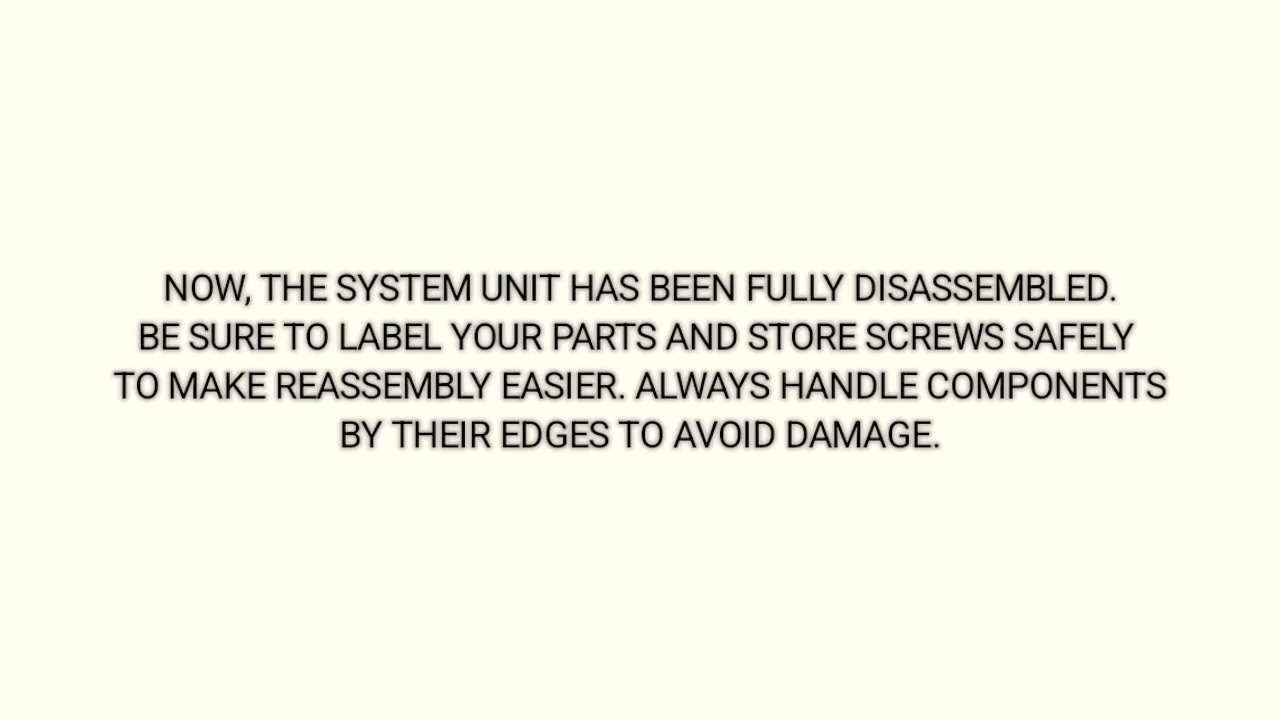 NOW, THE SYSTEM UNIT HAS BEEN FULLY DISASSEMBLED.
BE SURE TO LABEL YOUR PARTS AND STORE SCREWS SAFELY
TO MAKE REASSEMBLY EASIER. ALWAYS HANDLE COMPONENTS
BY THEIR EDGES TO AVOID DAMAGE.